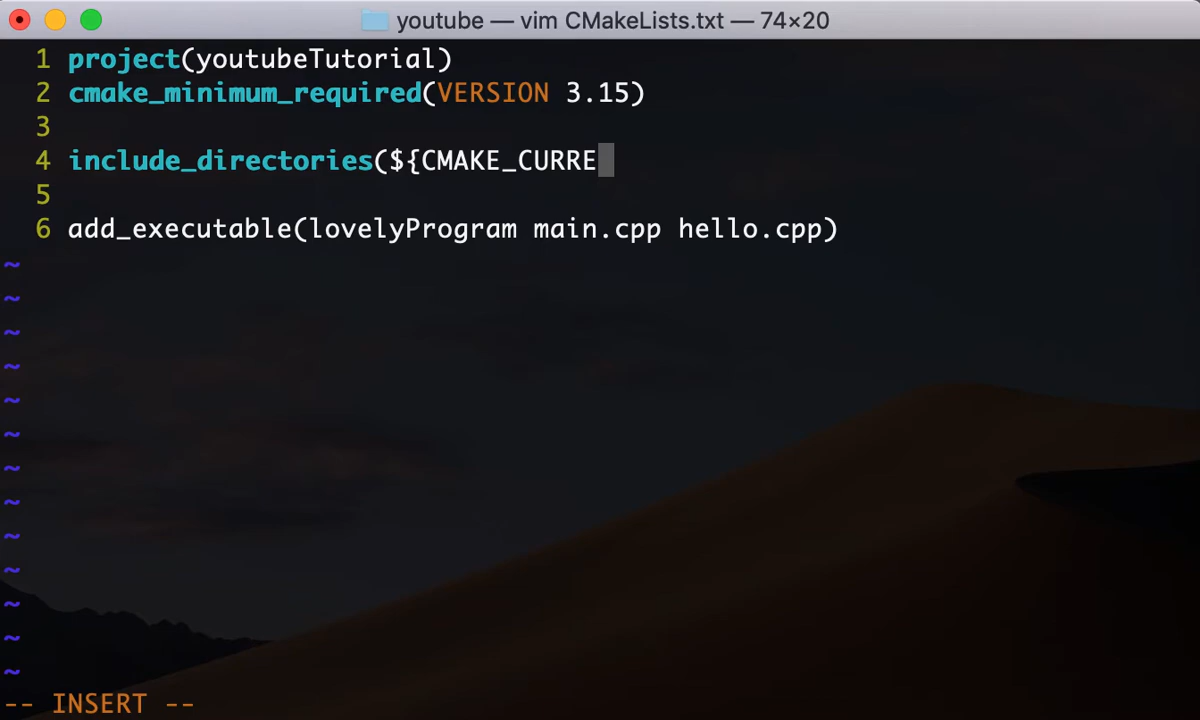 youtube — vim CMakeLists.txt — 74×20
1 project(youtubeTutorial)
2 cmake_minimum_required(VERSION 3.15)
3
4 include_directories(${CMAKE_CURRE
5
6 add_executable(lovelyProgram main.cpp hello.cpp)
~
~
~
~
~
~
~
~
~
~
~
~
~
-- INSERT --